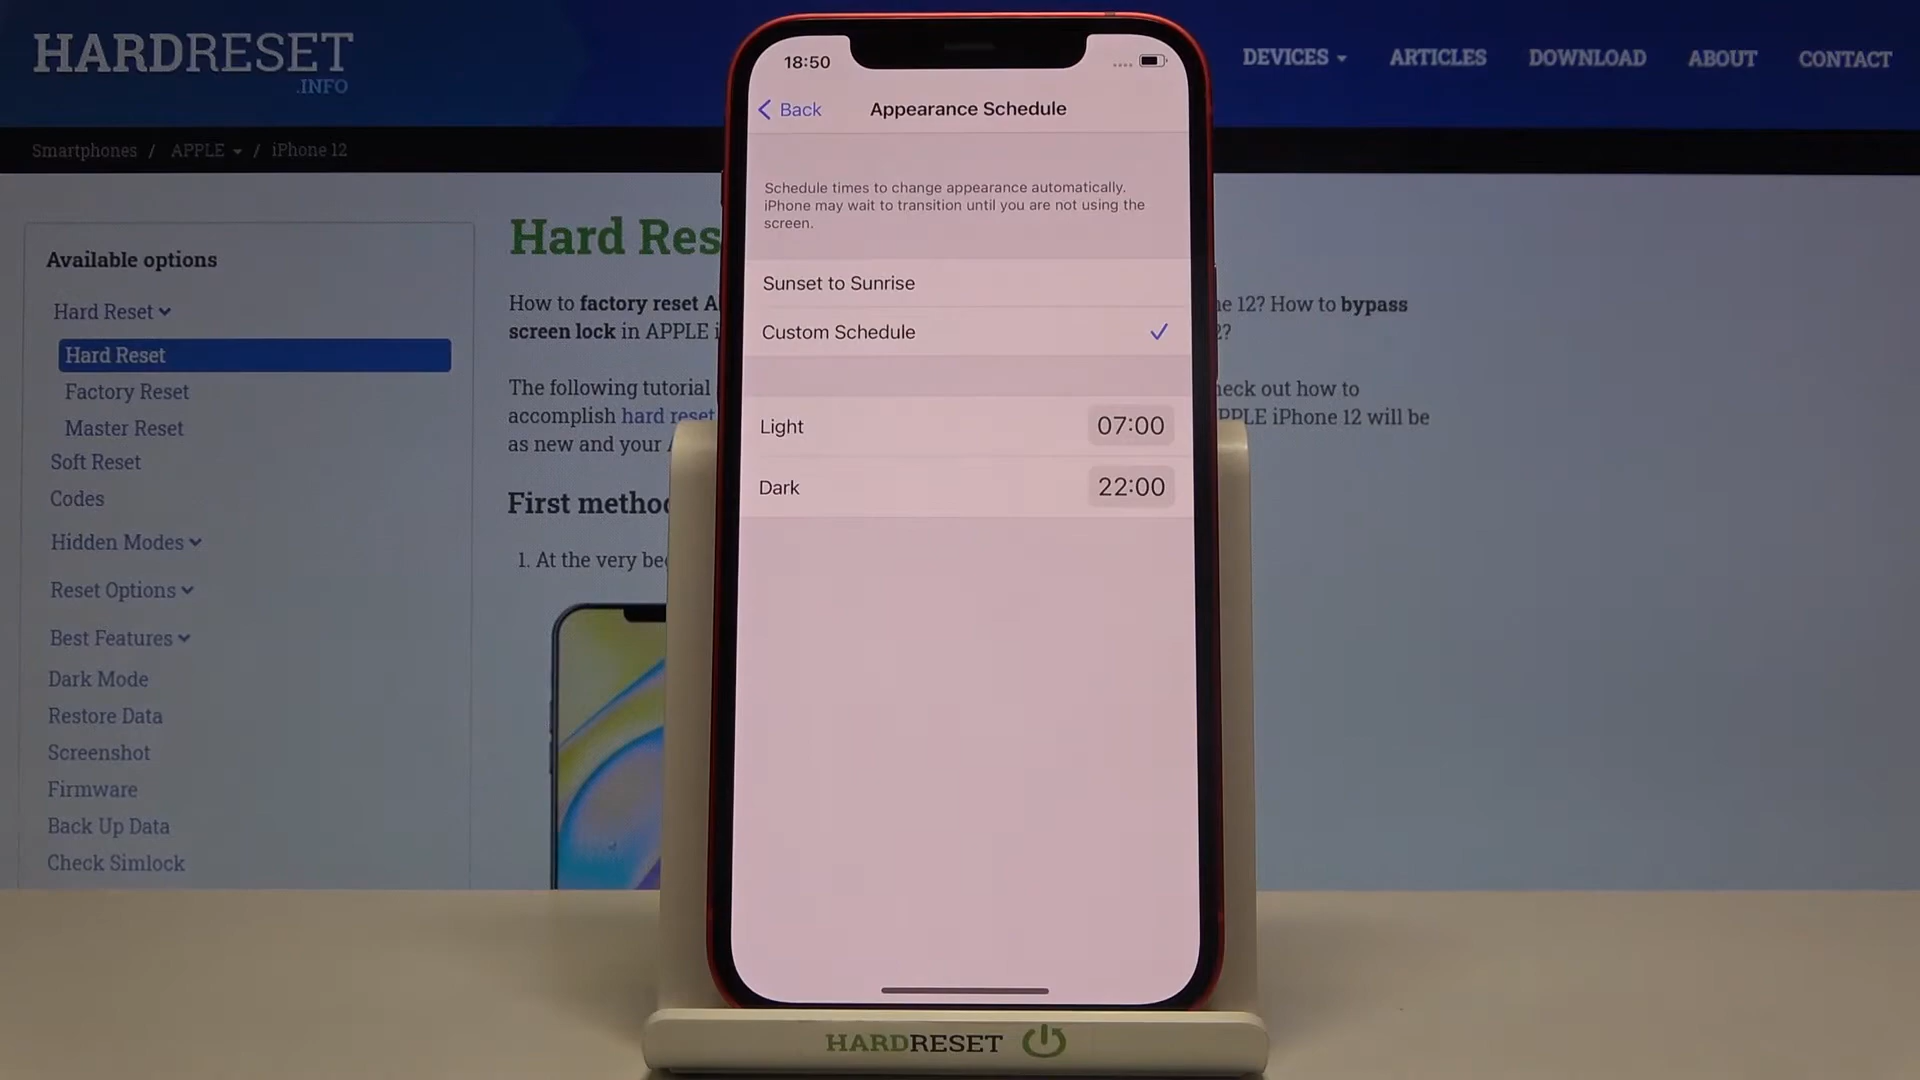 HARDRESET
.INFO
DEVICES
ARTICLES
DOWNLOAD
ABOUT
CONTACT
Smartphones / APPLE / iPhone 12
Available options
Hard Reset
Hard Reset
Factory Reset
Master Reset
Soft Reset
Codes
Hidden Modes
Reset Options
Best Features
Dark Mode
Restore Data
Screenshot
Firmware
Back Up Data
Check Simlock
Hard Res
How to factory reset A
12? How to bypass
screen lock in APPLE
The following tutorial
check out how to
accomplish hard reset
APPLE iPhone 12 will be
as new and your
First method
1. At the very be
18:50
Back
Appearance Schedule
Schedule times to change appearance automatically.
iPhone may wait to transition until you are not using the
screen.
Sunset to Sunrise
Custom Schedule
Light 07:00
Dark 22:00
HARDRESET